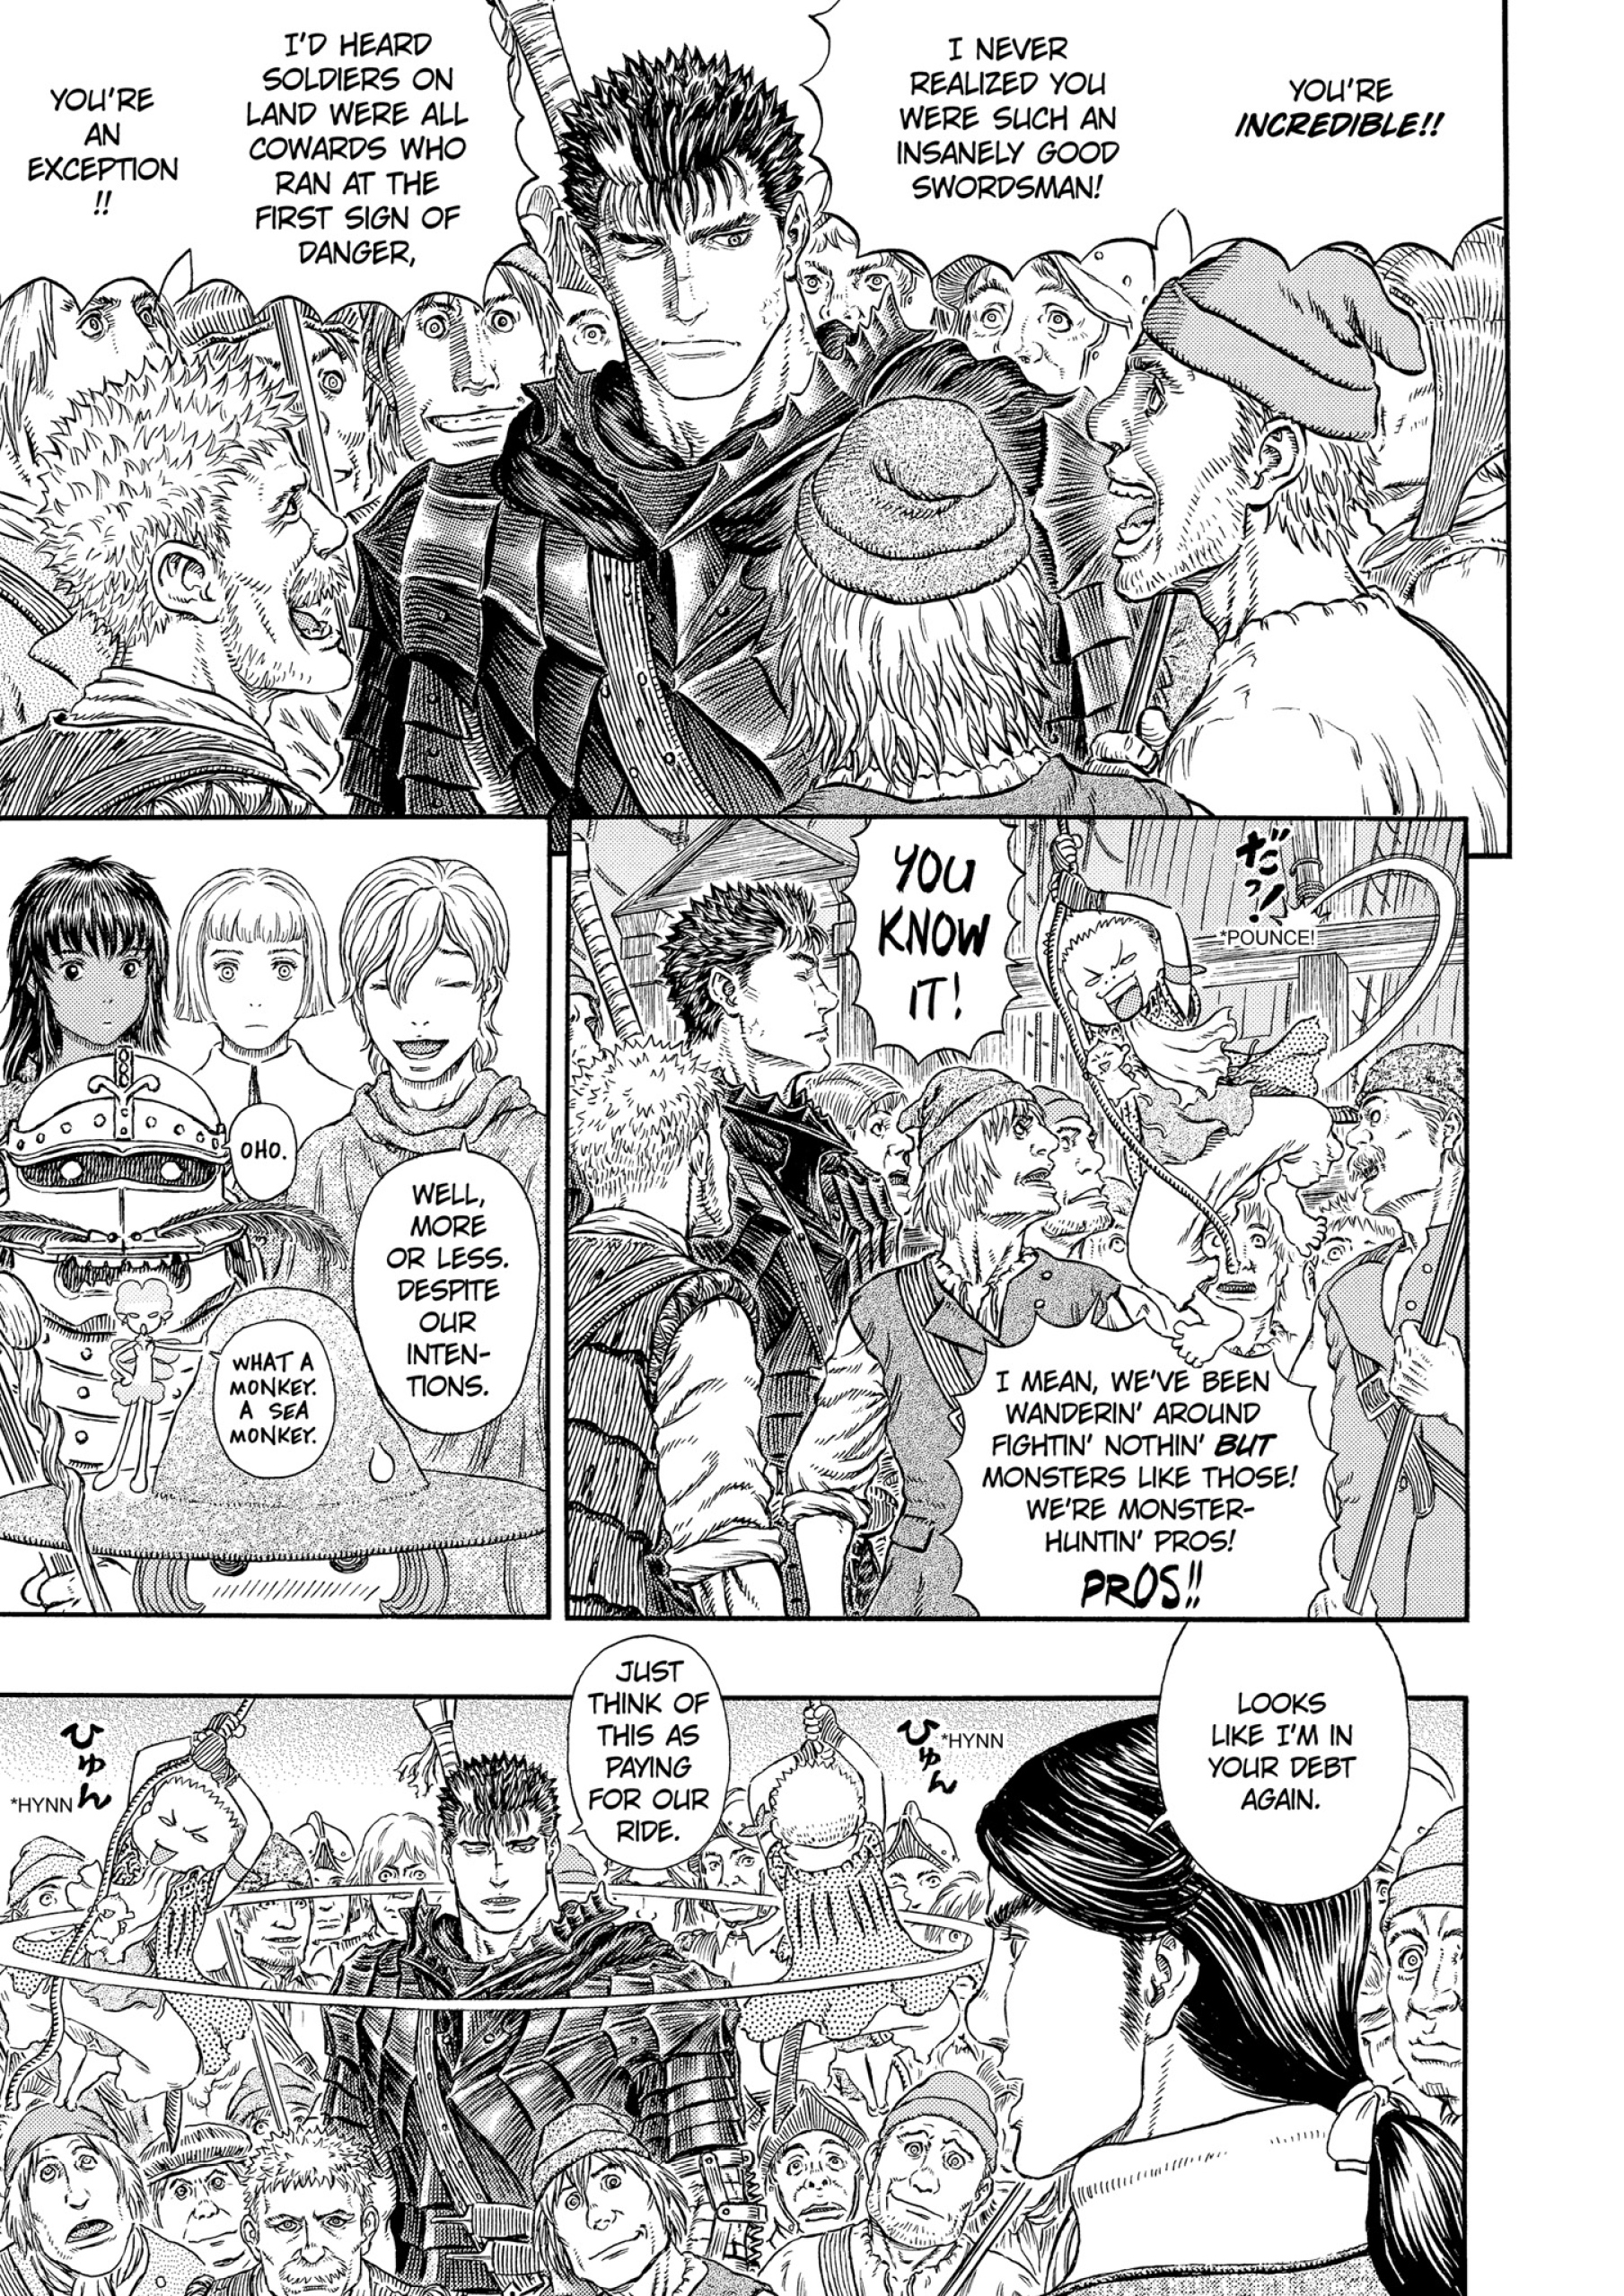 YOU'RE
INCREDIBLE!!
I NEVER
REALIZED YOU
WERE SUCH AN
INSANELY GOOD
SWORDSMAN!
I'D HEARD
SOLDIERS ON
LAND WERE ALL
COWARDS WHO
RAN AT THE
FIRST SIGN OF
DANGER,
YOU'RE
AN
EXCEPTION
!!
だっ!
*POUNCE!
YOU
KNOW
IT!
I MEAN, WE'VE BEEN
WANDERIN' AROUND
FIGHTIN' NOTHIN' BUT
MONSTERS LIKE THOSE!
WE'RE MONSTER-
HUNTIN' PROS!
PROS!!
WELL,
MORE
OR LESS.
DESPITE
OUR
INTEN-
TIONS.
OHO.
WHAT A
MONKEY.
A SEA
MONKEY.
LOOKS
LIKE I'M IN
YOUR DEBT
AGAIN.
ひゅん
*HYNN
JUST
THINK OF
THIS AS
PAYING
FOR OUR
RIDE.
ひゅん
*HYNN